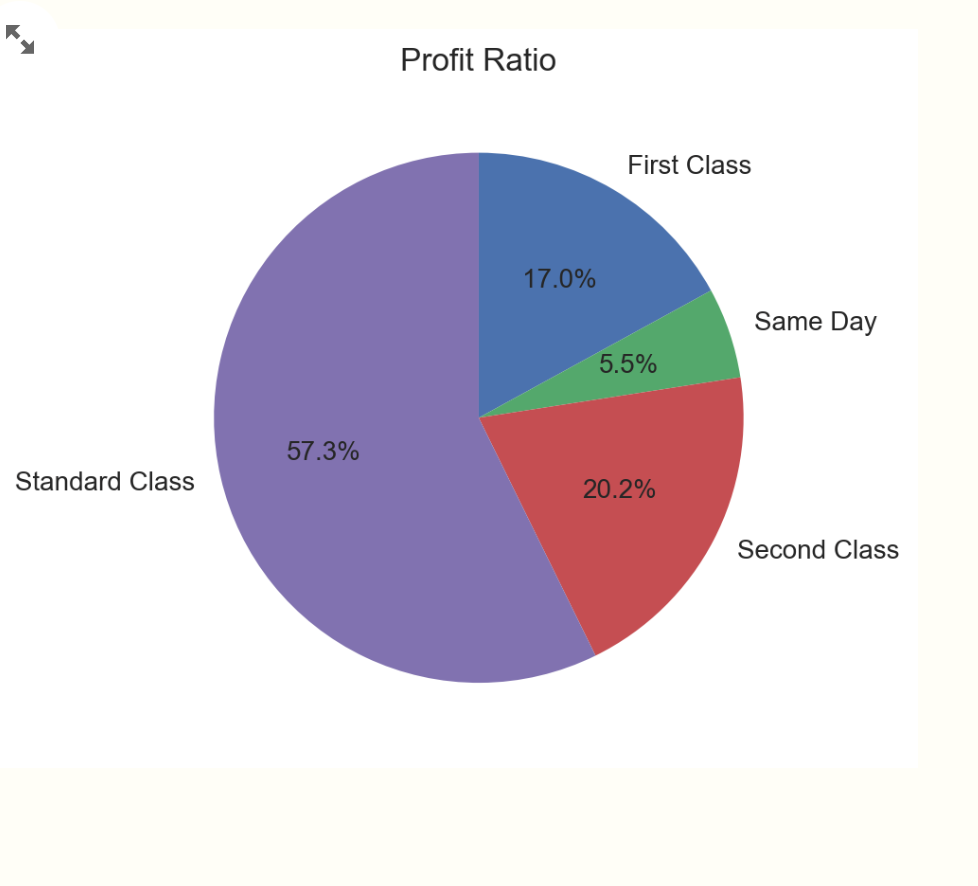 Profit Ratio
First Class
17.0%
Same Day
5.5%
57.3%
Standard Class
20.2%
Second Class